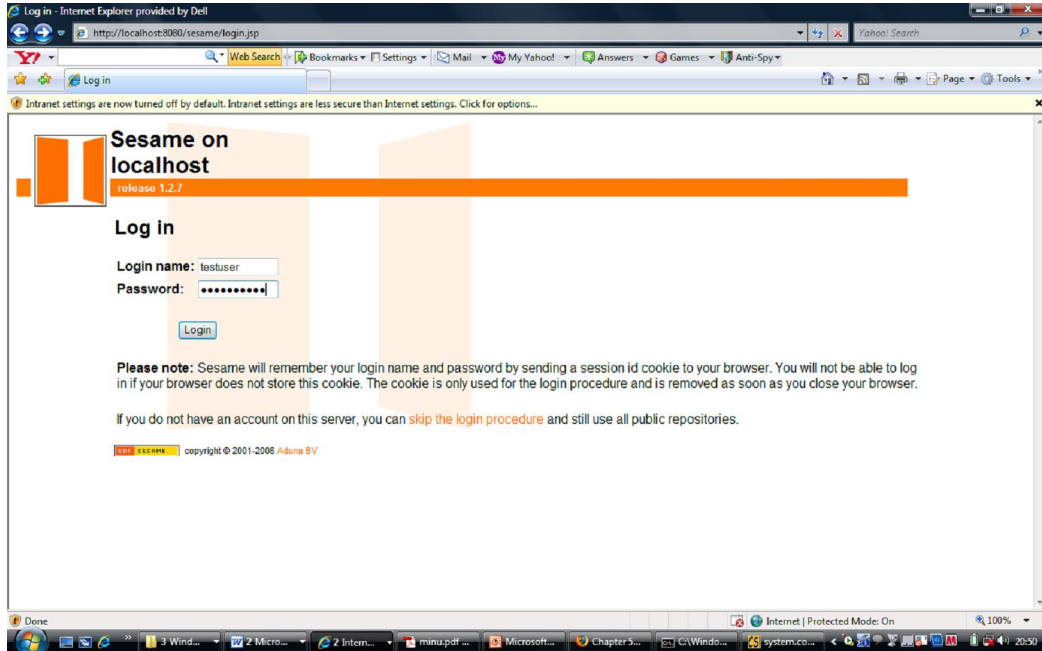 Log in - Internet Explorer provided by Dell
http://localhost:8080/sesame/login.jsp
Yahoo! Search
Y! Web Search Bookmarks Settings Mail My Yahoo! Answers Games Anti-Spy
Log in
Page Tools
Intranet settings are now turned off by default. Intranet settings are less secure than Internet settings. Click for options...
Sesame on
localhost
release 1.2.7
Log in
Login name: testuser
Password: ••••••••••
Login
Please note: Sesame will remember your login name and password by sending a session id cookie to your browser. You will not be able to log
in if your browser does not store this cookie. The cookie is only used for the login procedure and is removed as soon as you close your browser.
If you do not have an account on this server, you can skip the login procedure and still use all public repositories.
RDF SESAME copyright © 2001-2006 Aduna BV
Done
Internet | Protected Mode: On
100%
3 Wind... 2 Micro... 2 Intern... minu.pdf ... Microsoft... Chapter 5... C:\Windo... system.co... 20:50